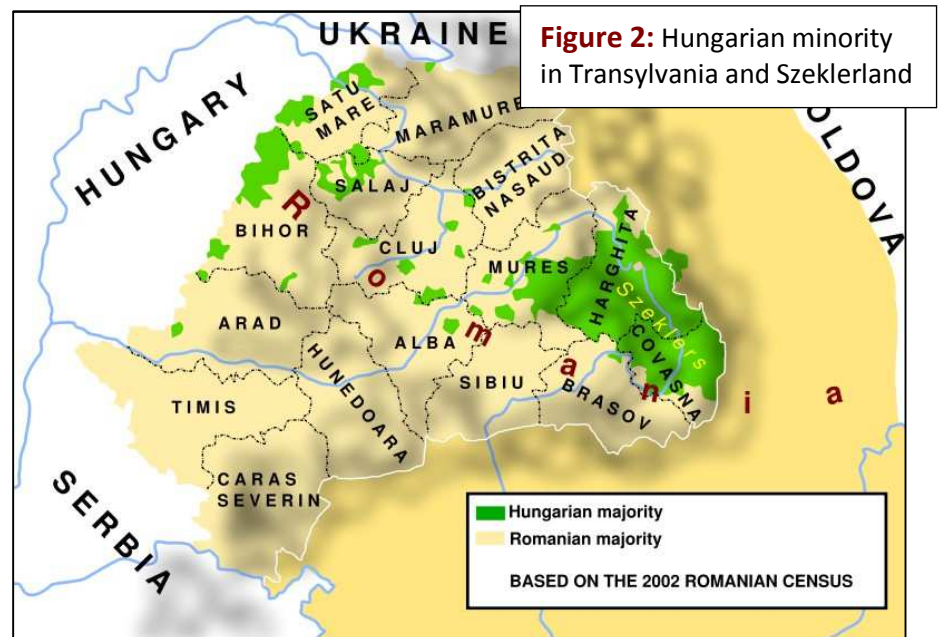 UKRAINE
Figure 2: Hungarian minority
in Transylvania and Szeklerland
HUNGARY
SATU
MARE
MARAMURE
OLDOVA
BISTRITA
NASAUD
SALAJ
BIHOR
CLUJ
MURES
HARGHITA
Szeklers
COVASNA
Romania
ARAD
ALBA
HUNEDOARA
SIBIU
BRASOV
TIMIS
CARAS
SEVERIN
SERBIA
Hungarian majority
Romanian majority
BASED ON THE 2002 ROMANIAN CENSUS